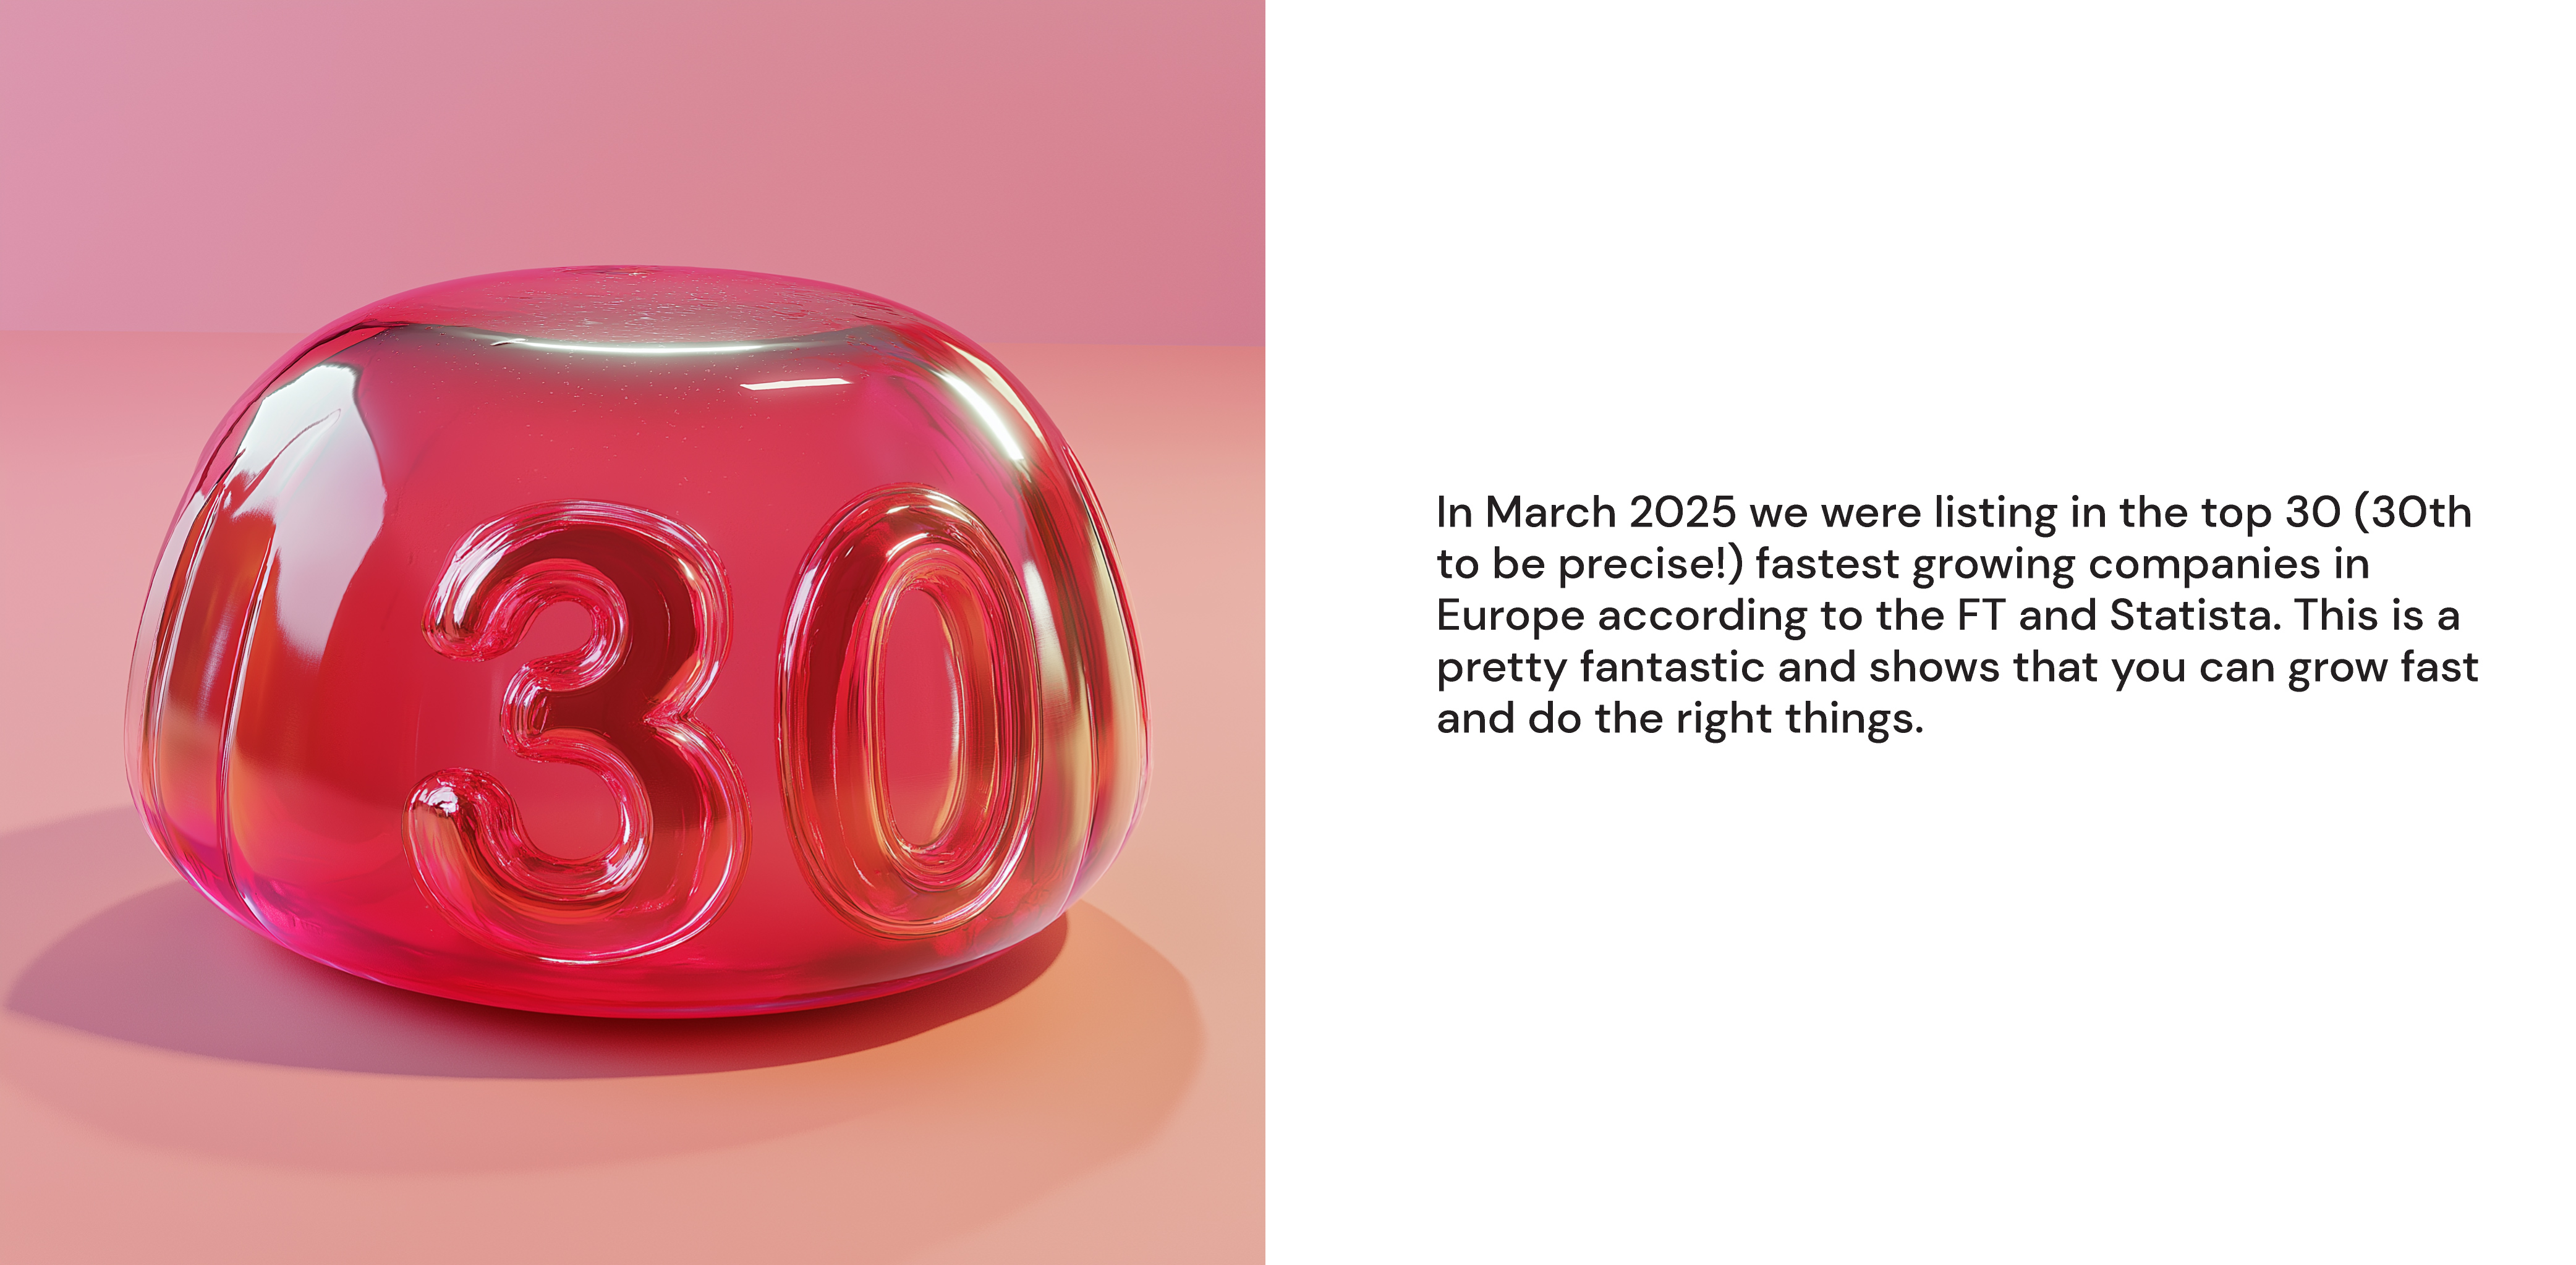 30
In March 2025 we were listing in the top 30 (30th
to be precise!) fastest growing companies in
Europe according to the FT and Statista. This is a
pretty fantastic and shows that you can grow fast
and do the right things.